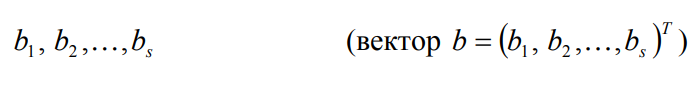 b₁, b₂,…,bₛ (вектор b = (b₁, b₂,…,bₛ)ᵀ)